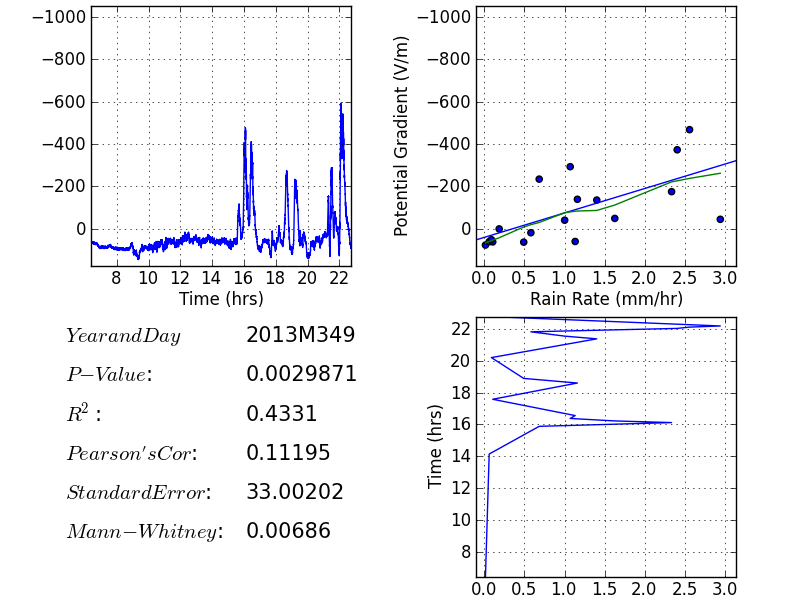 −1000
−800
−600
−400
−200
0
8 10 12 14 16 18 20 22
Time (hrs)
Potential Gradient (V/m)
−1000
−800
−600
−400
−200
0
0.0 0.5 1.0 1.5 2.0 2.5 3.0
Rain Rate (mm/hr)
YearandDay 2013M349
P−Value: 0.0029871
R²: 0.4331
Pearson'sCor: 0.11195
StandardError: 33.00202
Mann−Whitney: 0.00686
Time (hrs)
22
20
18
16
14
12
10
8
0.0 0.5 1.0 1.5 2.0 2.5 3.0